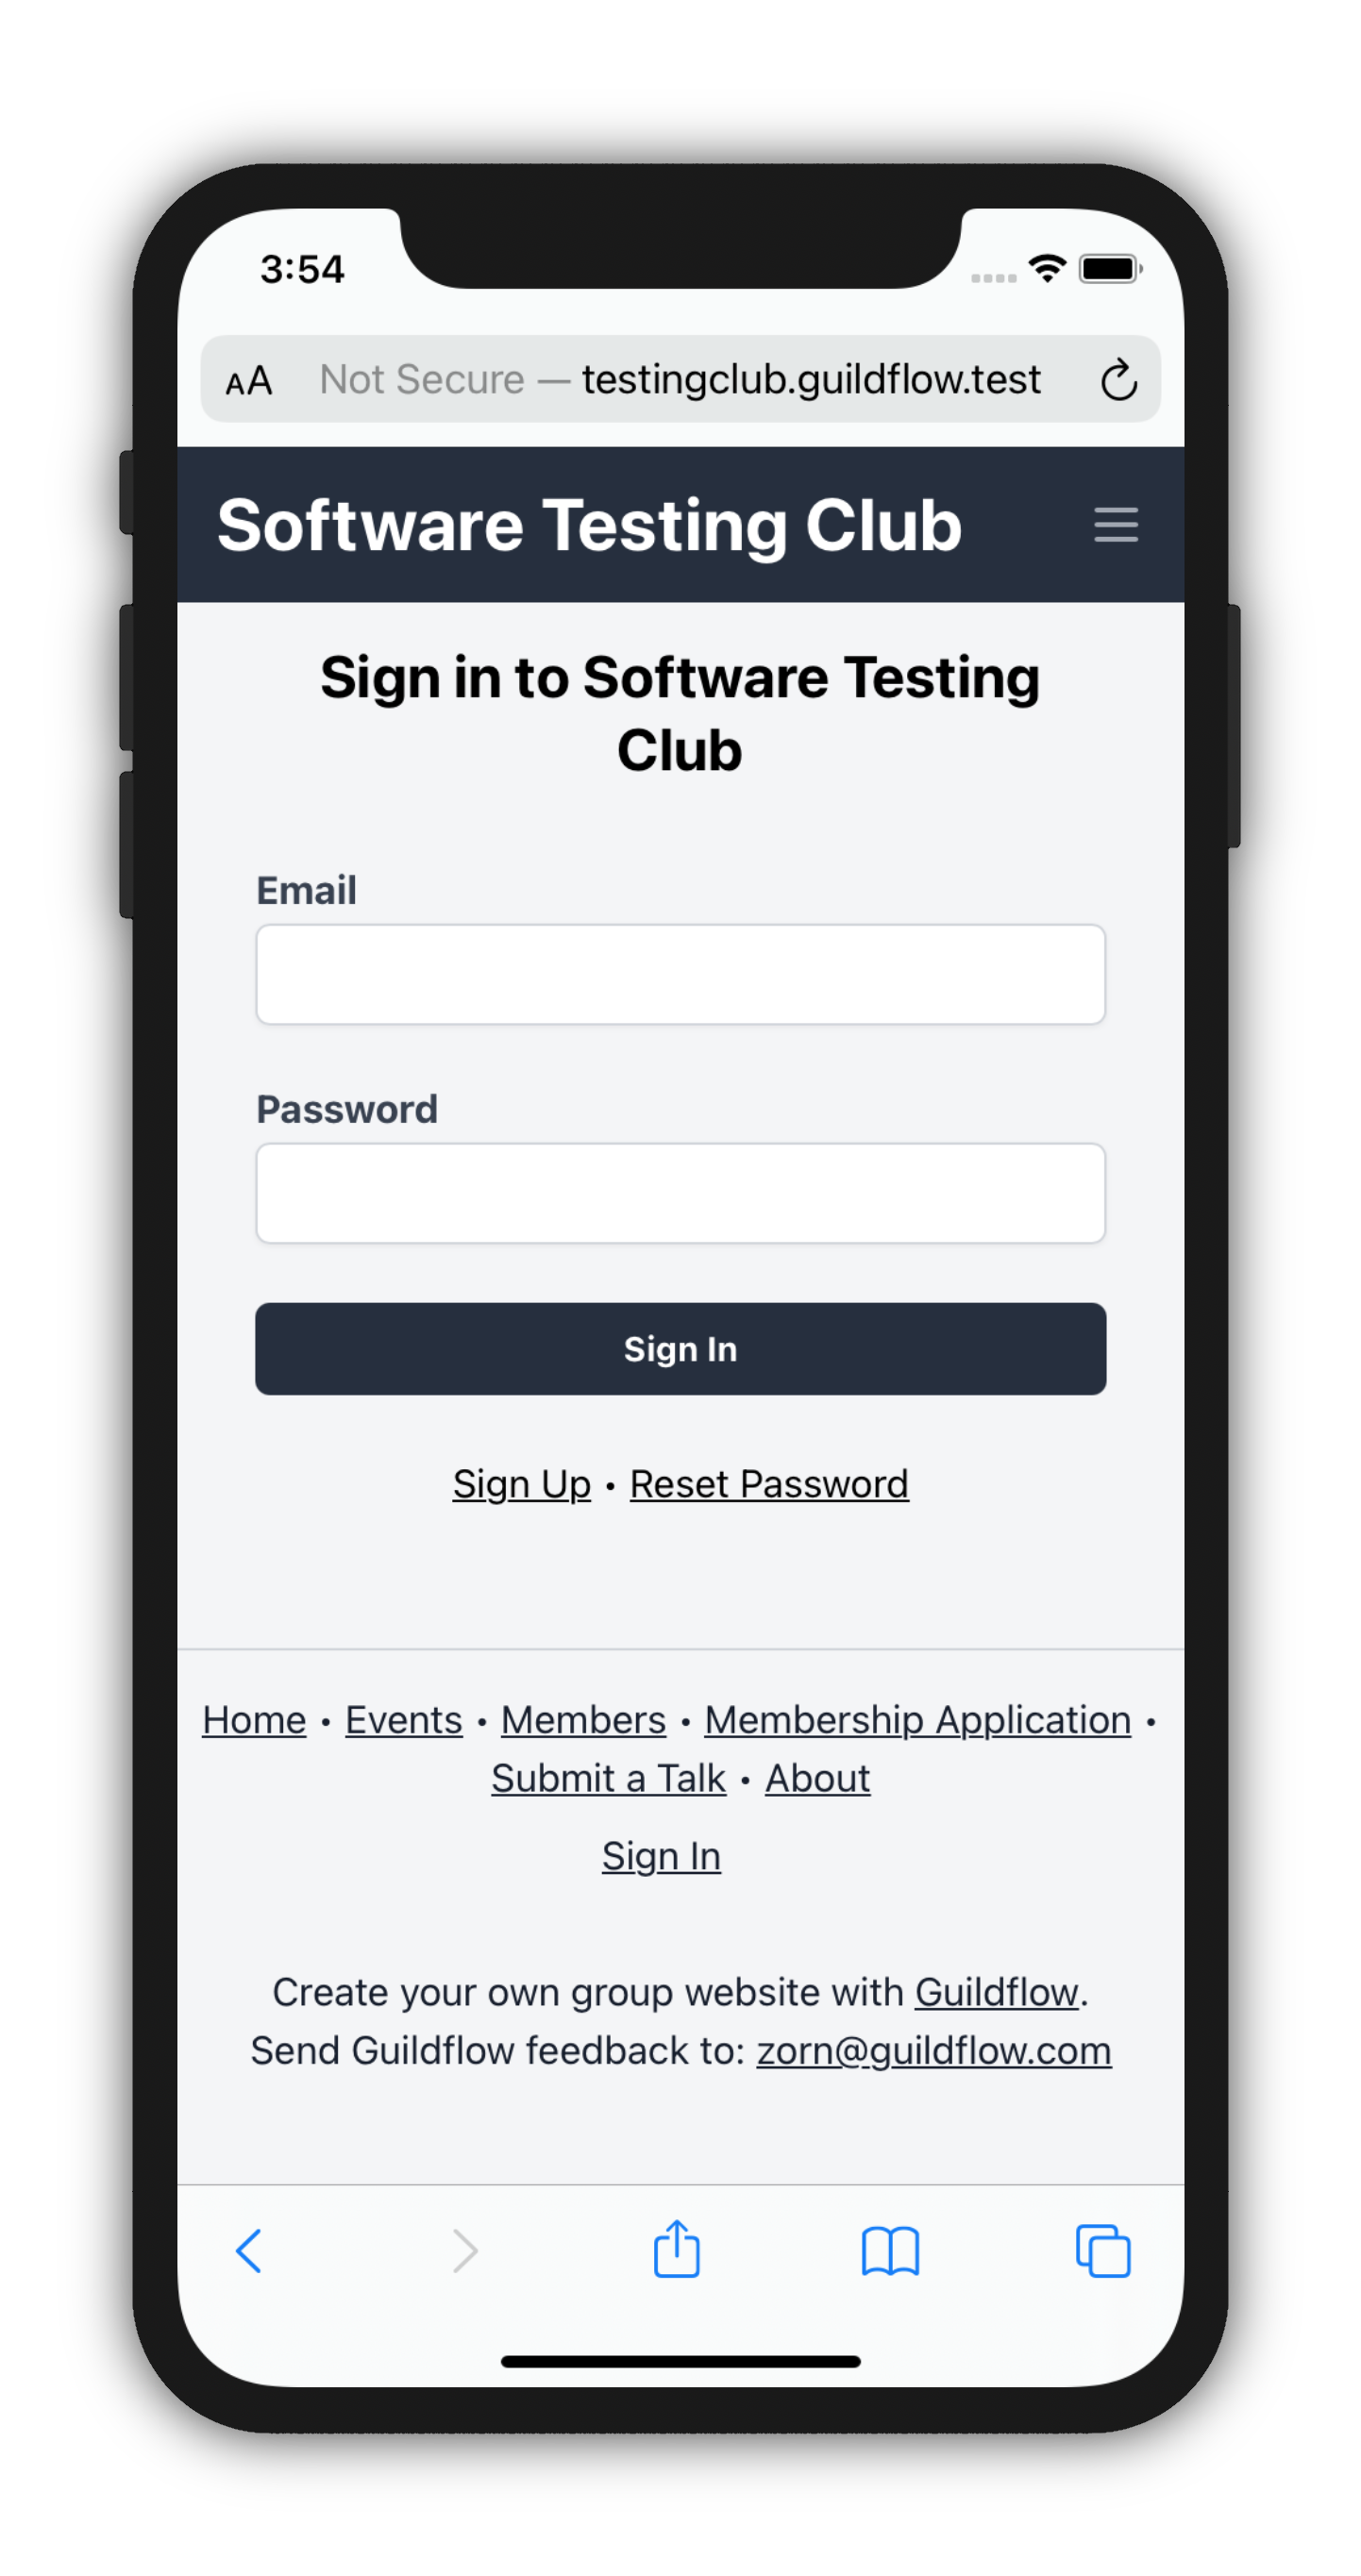 3:54
AA Not Secure — testingclub.guildflow.test
Software Testing Club
Sign in to Software Testing
Club
Email
Password
Sign In
Sign Up • Reset Password
Home • Events • Members • Membership Application •
Submit a Talk • About
Sign In
Create your own group website with Guildflow.
Send Guildflow feedback to: zorn@guildflow.com